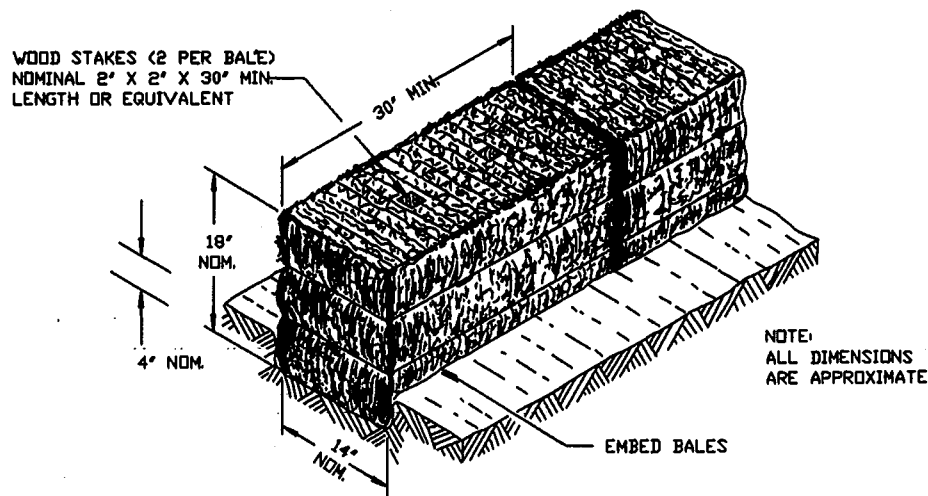 WOOD STAKES (2 PER BALE)
NOMINAL 2" X 2" X 30" MIN.
LENGTH OR EQUIVALENT
30" MIN.
18"
NOM.
4" NOM.
14"
NOM.
NOTE:
ALL DIMENSIONS
ARE APPROXIMATE
EMBED BALES